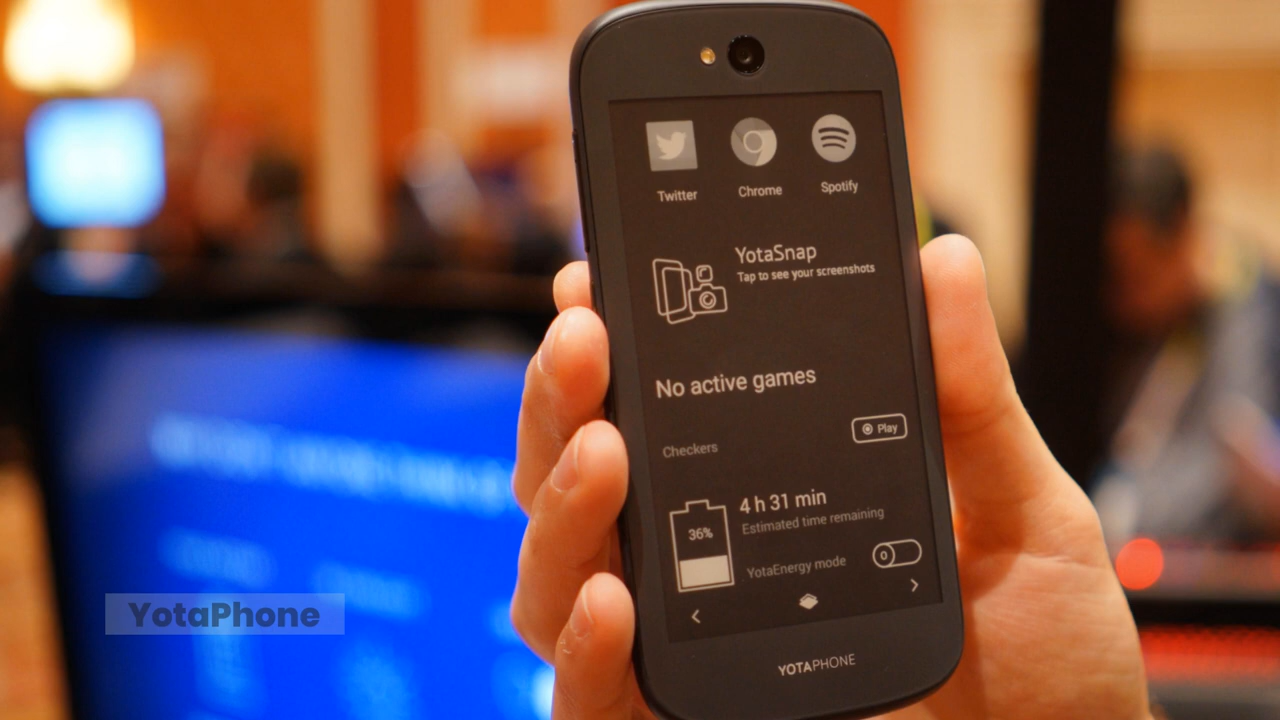 Twitter Chrome Spotify
YotaSnap
Tap to see your screenshots
No active games
Play
Checkers
4 h 31 min
36%
Estimated time remaining
YotaEnergy mode
YOTAPHONE
YotaPhone